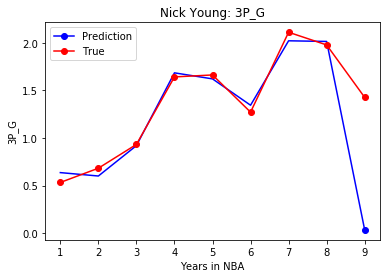 Nick Young: 3P_G
Prediction
True
2.0
1.5
1.0
0.5
0.0
3P_G
1 2 3 4 5 6 7 8 9
Years in NBA